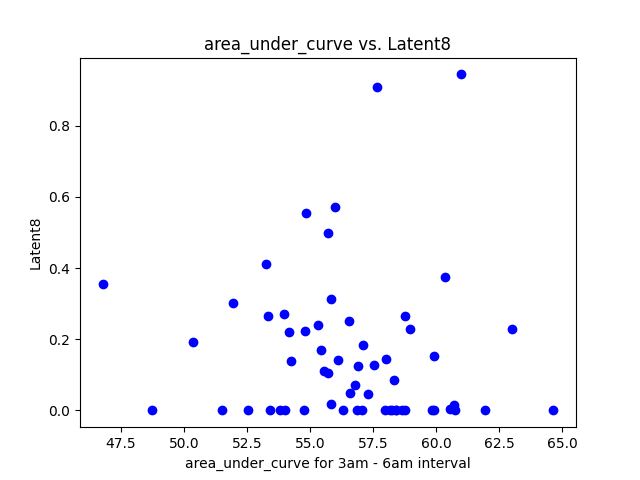 area_under_curve vs. Latent8
Latent8
0.8
0.6
0.4
0.2
0.0
47.5 50.0 52.5 55.0 57.5 60.0 62.5 65.0
area_under_curve for 3am - 6am interval